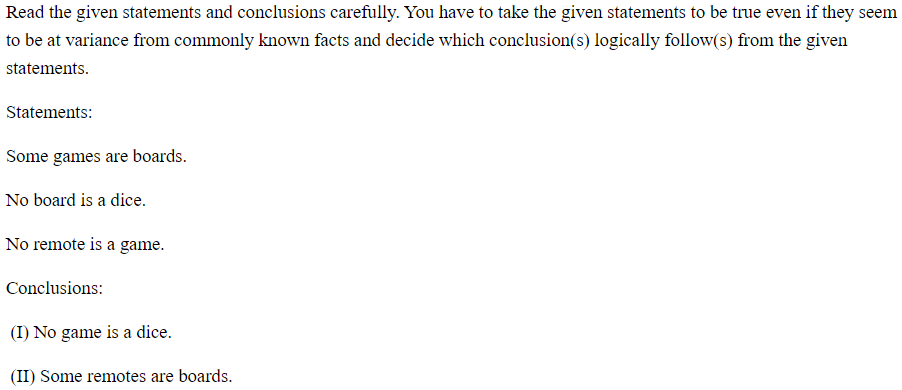 Read the given statements and conclusions carefully. You have to take the given statements to be true even if they seem
to be at variance from commonly known facts and decide which conclusion(s) logically follow(s) from the given
statements.
Statements:
Some games are boards.
No board is a dice.
No remote is a game.
Conclusions:
(I) No game is a dice.
(II) Some remotes are boards.